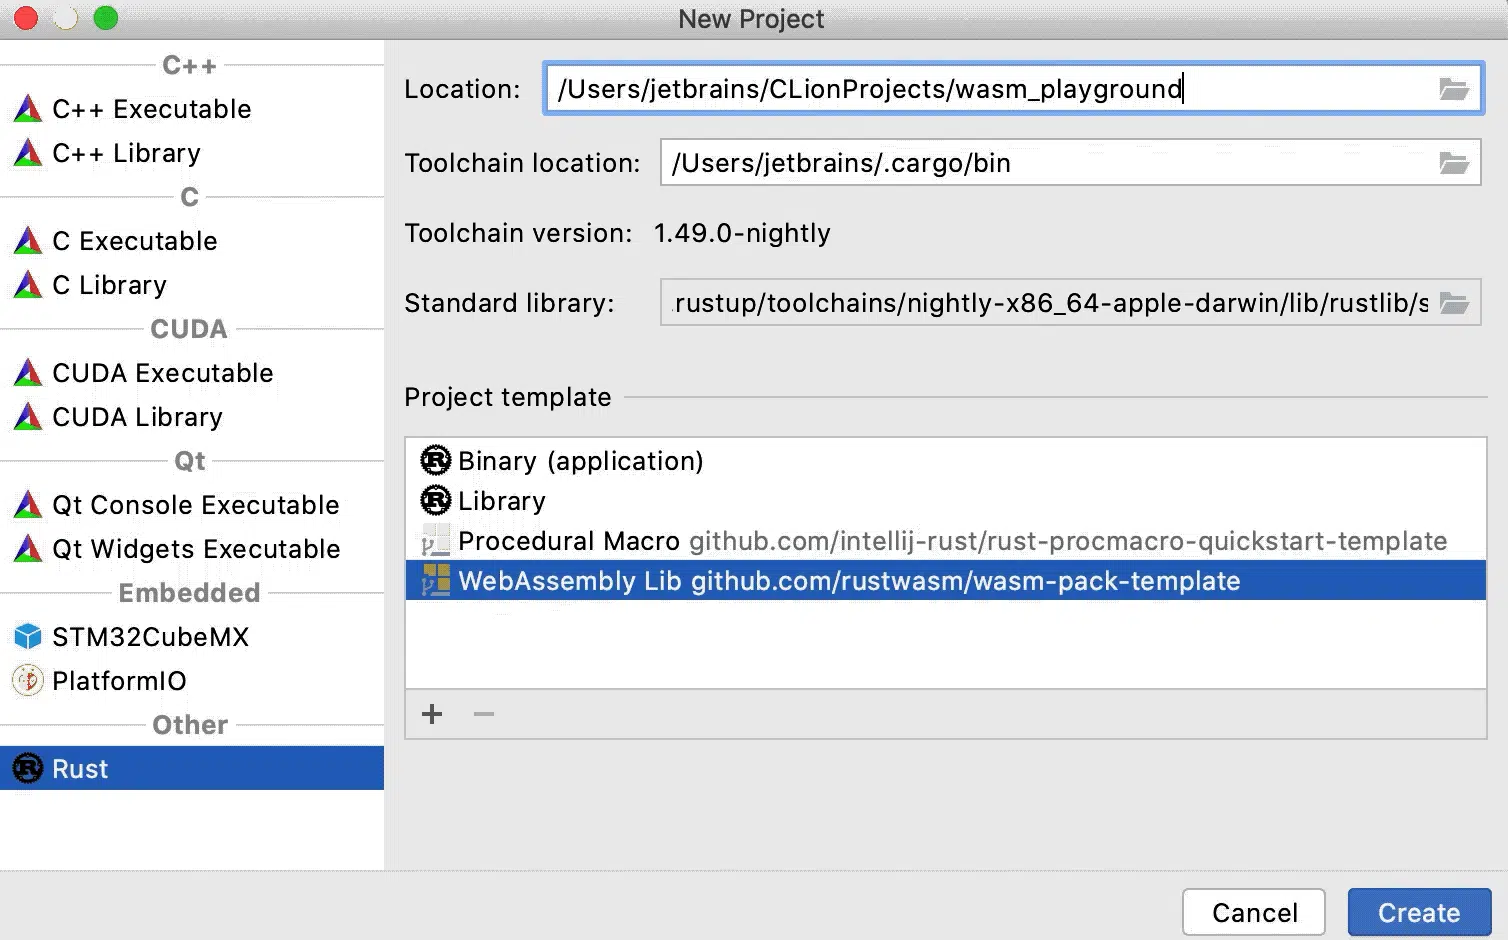 New Project
C++
C++ Executable
C++ Library
C
C Executable
C Library
CUDA
CUDA Executable
CUDA Library
Qt
Qt Console Executable
Qt Widgets Executable
Embedded
STM32CubeMX
PlatformIO
Other
Rust
Location: /Users/jetbrains/CLionProjects/wasm_playground
Toolchain location: /Users/jetbrains/.cargo/bin
Toolchain version: 1.49.0-nightly
Standard library: .rustup/toolchains/nightly-x86_64-apple-darwin/lib/rustlib/s
Project template
Binary (application)
Library
Procedural Macro github.com/intellij-rust/rust-procmacro-quickstart-template
WebAssembly Lib github.com/rustwasm/wasm-pack-template
Cancel
Create